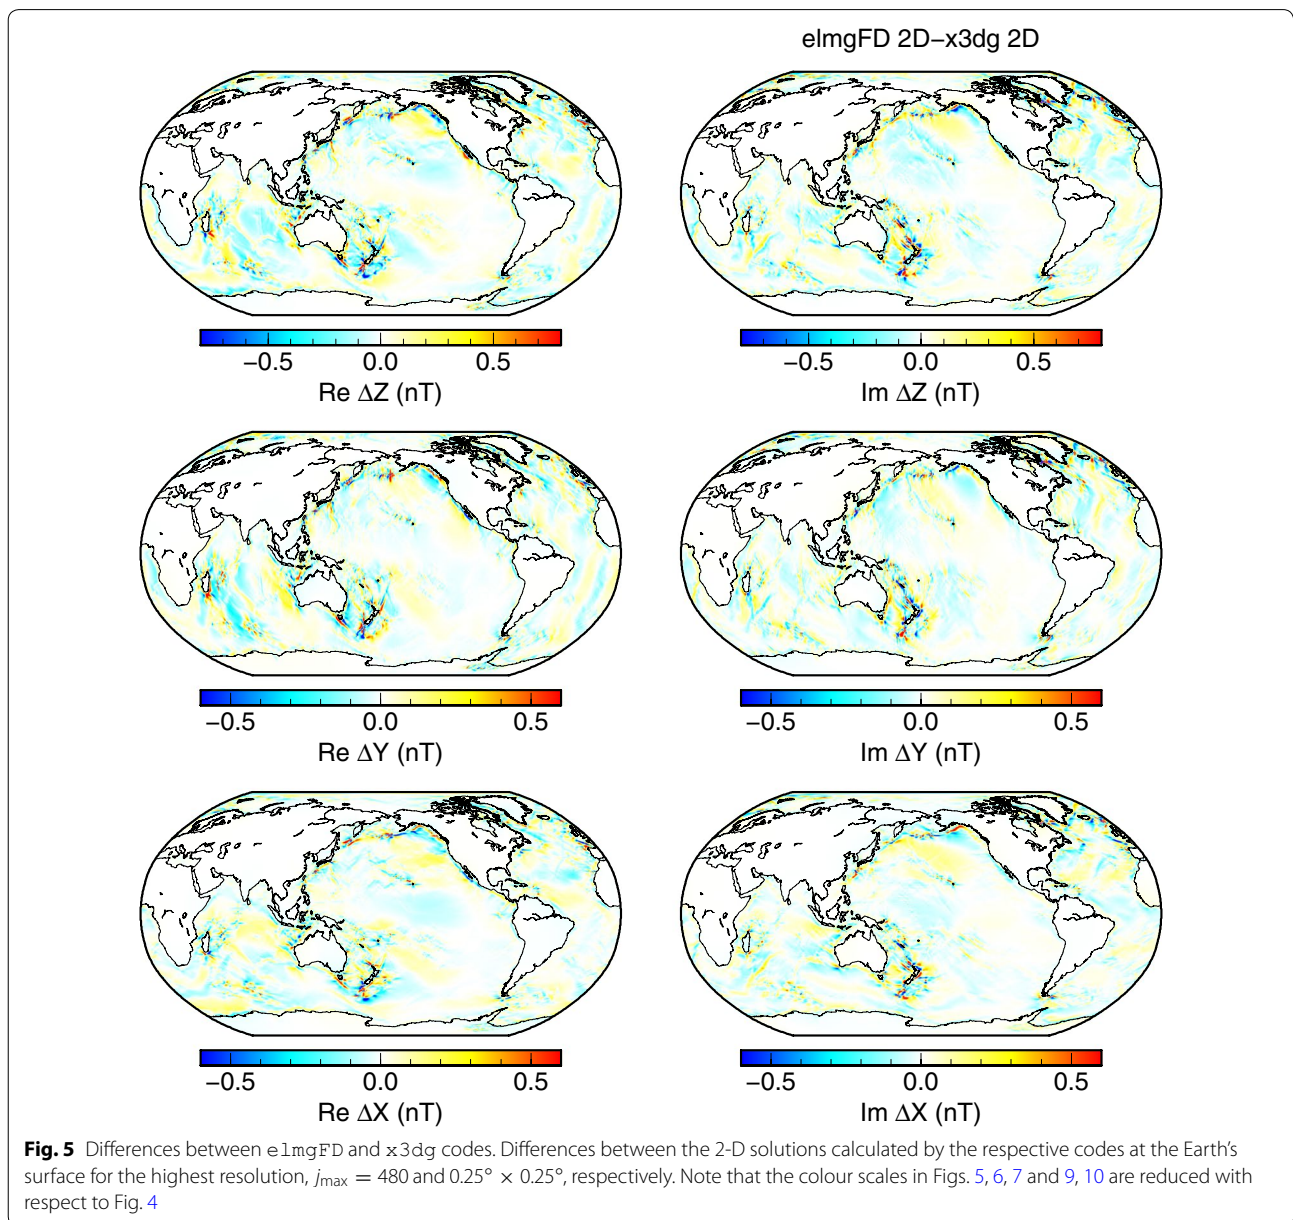 elmgFD 2D−x3dg 2D
−0.5 0.0 0.5
Re ΔZ (nT)
−0.5 0.0 0.5
Im ΔZ (nT)
−0.5 0.0 0.5
Re ΔY (nT)
−0.5 0.0 0.5
Im ΔY (nT)
−0.5 0.0 0.5
Re ΔX (nT)
−0.5 0.0 0.5
Im ΔX (nT)
Fig. 5 Differences between elmgFD and x3dg codes. Differences between the 2-D solutions calculated by the respective codes at the Earth's
surface for the highest resolution, jmax = 480 and 0.25° × 0.25°, respectively. Note that the colour scales in Figs. 5, 6, 7 and 9, 10 are reduced with
respect to Fig. 4